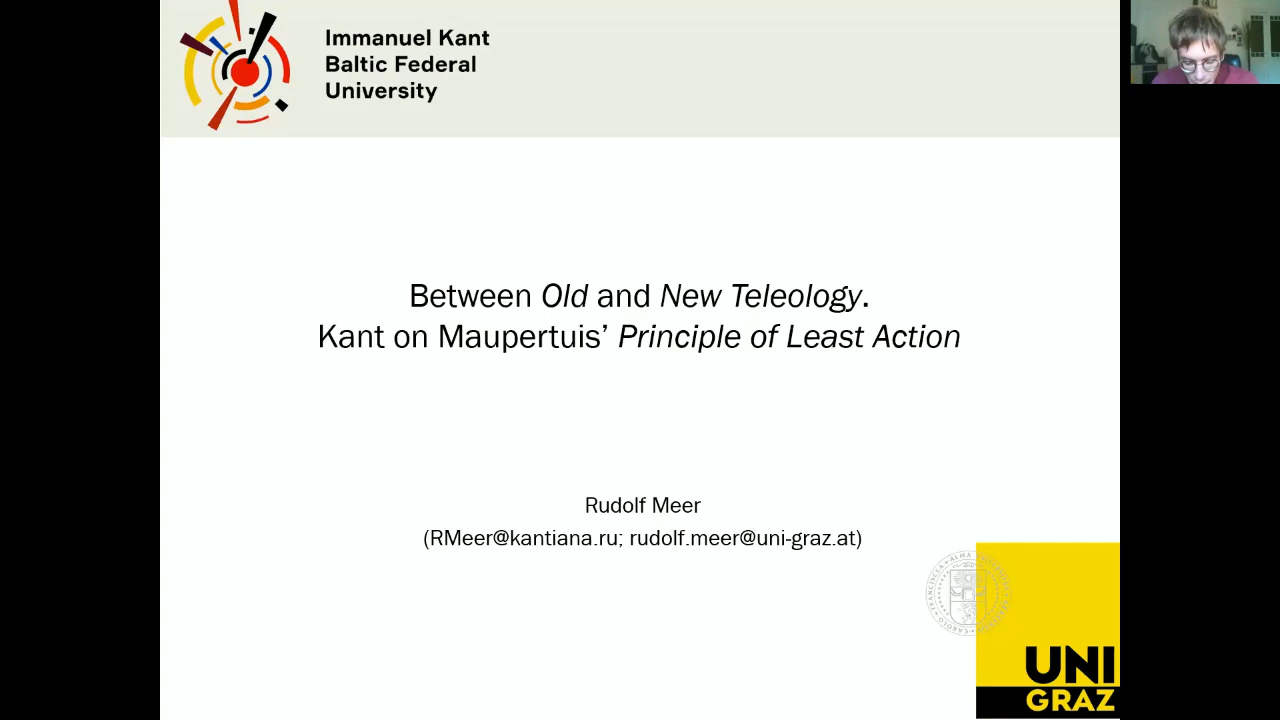 Immanuel Kant
Baltic Federal
University
Between Old and New Teleology.
Kant on Maupertuis’ Principle of Least Action
Rudolf Meer
(RMeer@kantiana.ru; rudolf.meer@uni-graz.at)
UNI
GRAZ